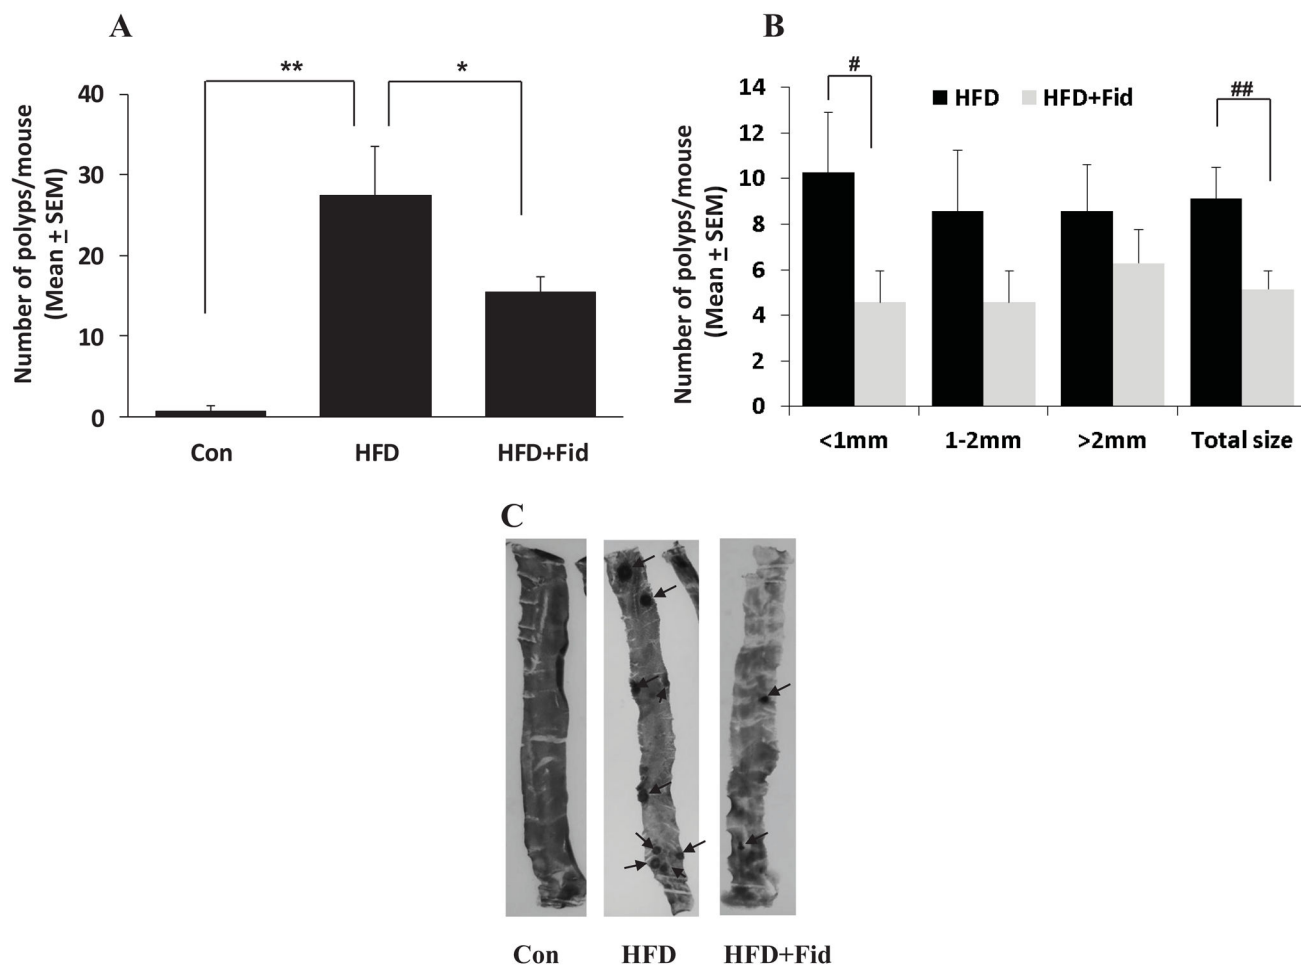 A
Number of polyps/mouse
(Mean ± SEM)
40
30
20
10
0
**
*
Con
HFD
HFD+Fid
B
Number of polyps/mouse
(Mean ± SEM)
14
12
10
8
6
4
2
0
#
HFD
HFD+Fid
##
<1mm
1-2mm
>2mm
Total size
C
Con
HFD
HFD+Fid